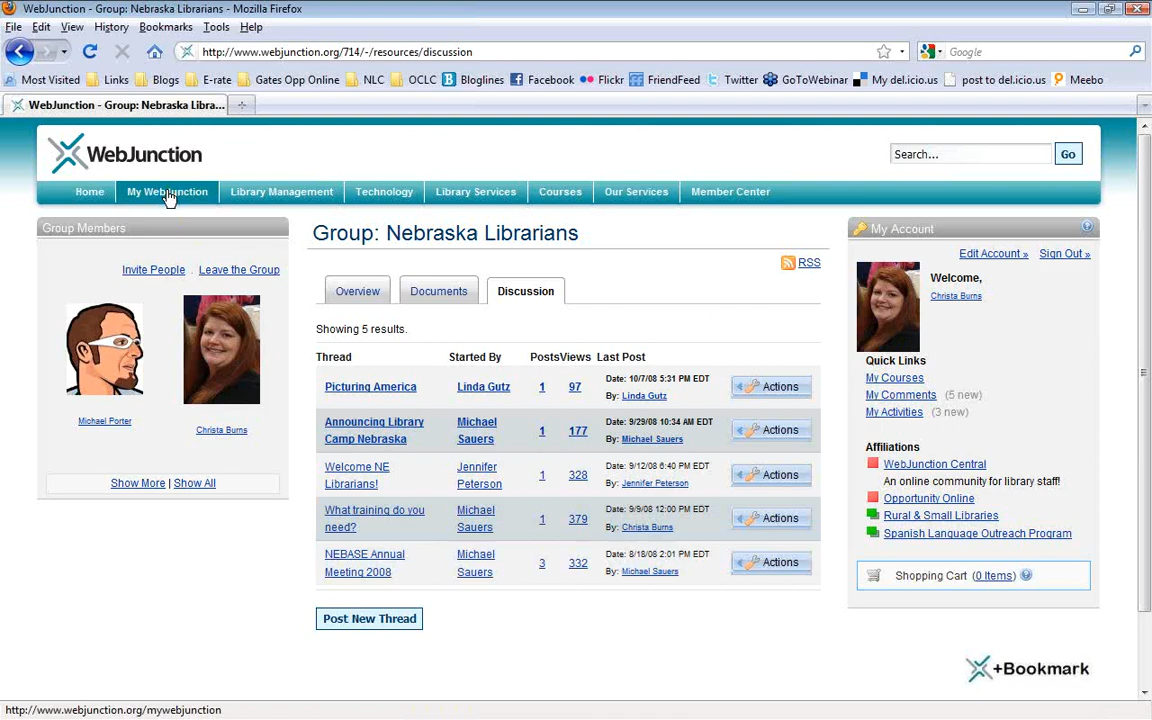 WebJunction - Group: Nebraska Librarians - Mozilla Firefox
File Edit View History Bookmarks Tools Help
http://www.webjunction.org/714/-/resources/discussion
Google
Most Visited Links Blogs E-rate Gates Opp Online NLC OCLC Bloglines Facebook Flickr FriendFeed Twitter GoToWebinar My del.icio.us post to del.icio.us Meebo
WebJunction - Group: Nebraska Libra...
WebJunction
Search... Go
Home My WebJunction Library Management Technology Library Services Courses Our Services Member Center
Group Members
Invite People . Leave the Group
Michael Porter
Christa Burns
Show More | Show All
Group: Nebraska Librarians
RSS
Overview Documents Discussion
Showing 5 results.
Thread Started By Posts Views Last Post
Picturing America Linda Gutz 1 97 Date: 10/7/08 5:31 PM EDT By: Linda Gutz Actions
Announcing Library Camp Nebraska Michael Sauers 1 177 Date: 9/29/08 10:34 AM EDT By: Michael Sauers Actions
Welcome NE Librarians! Jennifer Peterson 1 328 Date: 9/12/08 6:40 PM EDT By: Jennifer Peterson Actions
What training do you need? Michael Sauers 1 379 Date: 9/9/08 12:00 PM EDT By: Christa Burns Actions
NEBASE Annual Meeting 2008 Michael Sauers 3 332 Date: 8/18/08 2:01 PM EDT By: Michael Sauers Actions
Post New Thread
My Account
Edit Account » Sign Out »
Welcome,
Christa Burns
Quick Links
My Courses
My Comments (5 new)
My Activities (3 new)
Affiliations
WebJunction Central
An online community for library staff!
Opportunity Online
Rural & Small Libraries
Spanish Language Outreach Program
Shopping Cart (0 Items)
+Bookmark
http://www.webjunction.org/mywebjunction